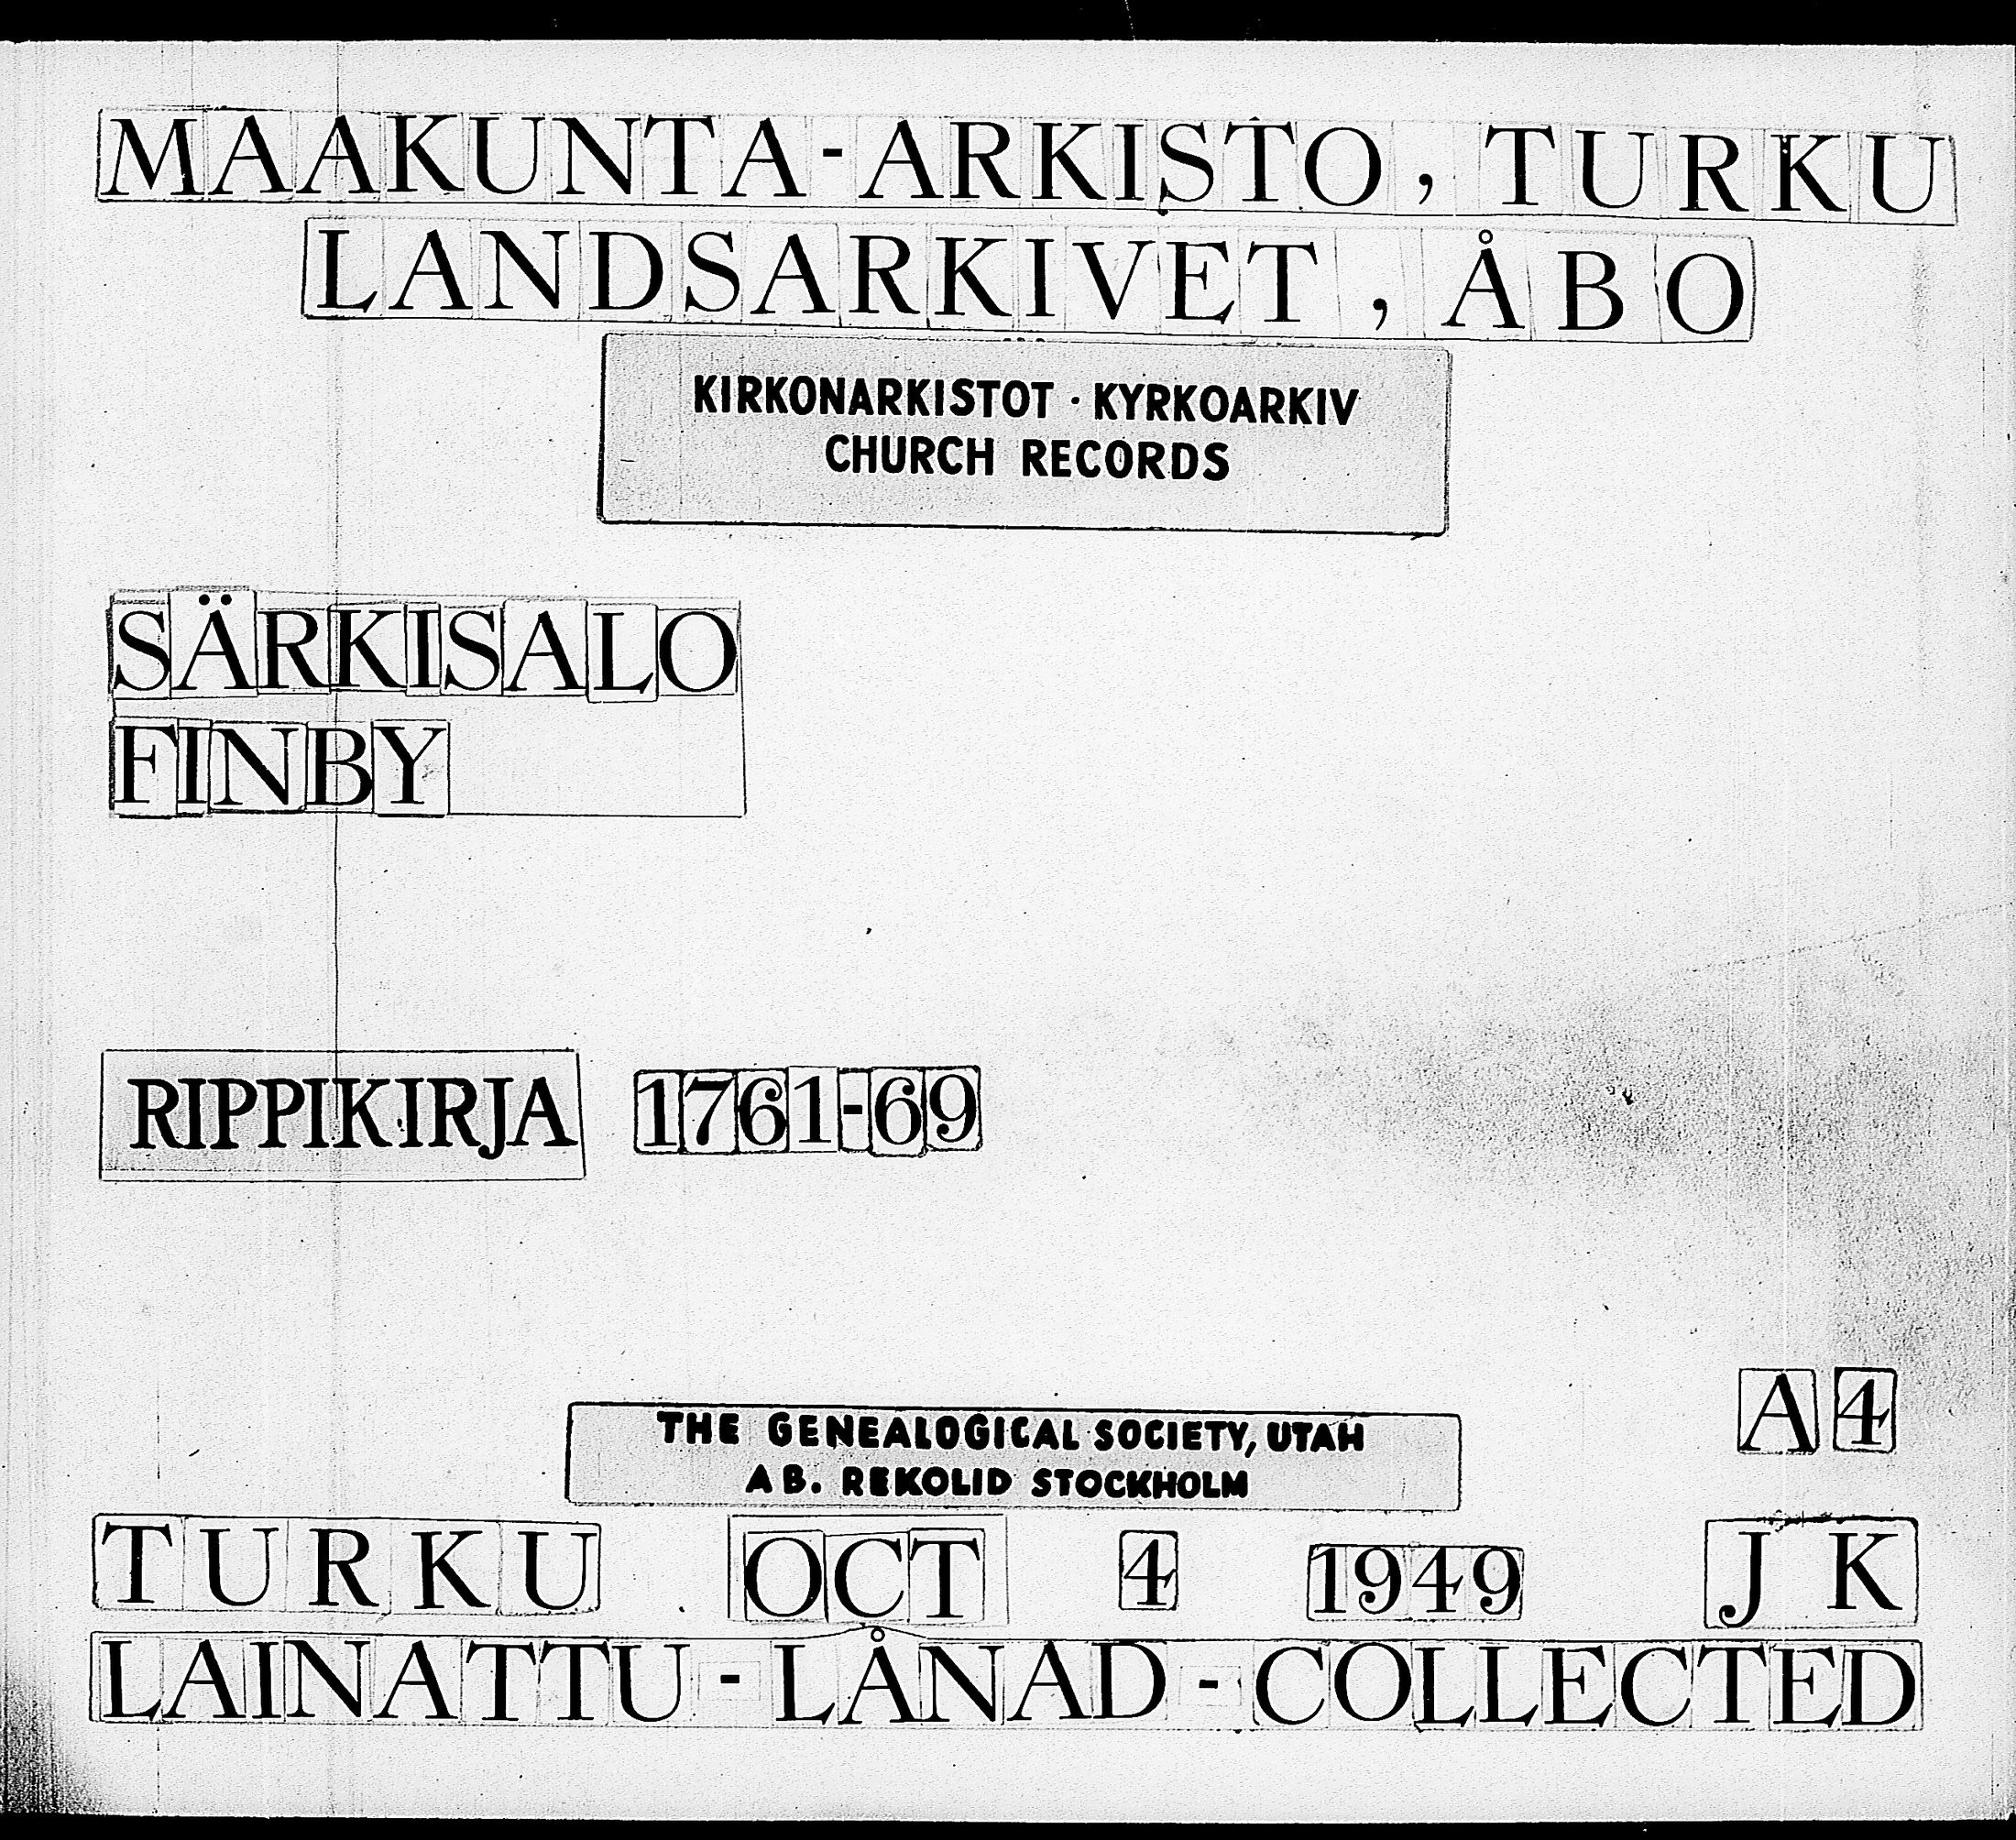 MAAKUNTA-ARKISTO, TURKU
LANDSARKIVET, ÅBO
KIRKONARKISTOT · KYRKOARKIV
CHURCH RECORDS
SÄRKISALO
FINBY
RIPPIKIRJA 1761-69
A4
THE GENEALOGICAL SOCIETY, UTAH
AB. REKOLID STOCKHOLM
TURKU OCT 4 1949 JK
LAINATTU - LÅNAD - COLLECTED